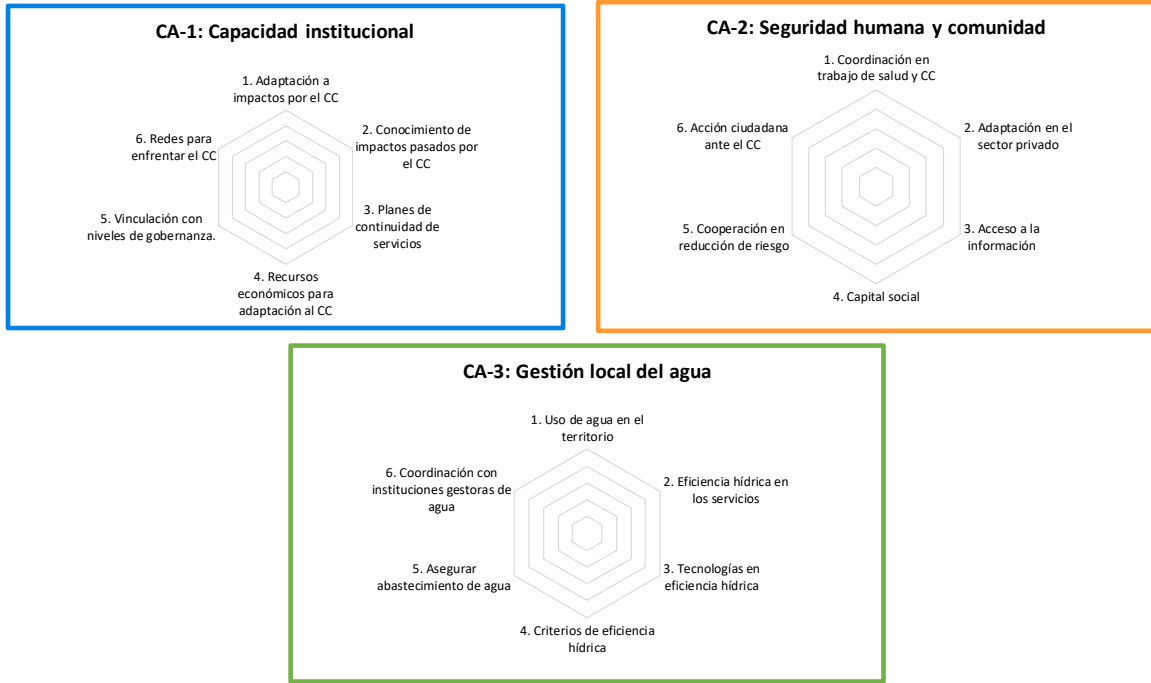 CA-1: Capacidad institucional
1. Adaptación a
impactos por el CC
2. Conocimiento de
impactos pasados por
el CC
3. Planes de
continuidad de
servicios
4. Recursos
económicos para
adaptación al CC
5. Vinculación con
niveles de gobernanza.
6. Redes para
enfrentar el CC
CA-2: Seguridad humana y comunidad
1. Coordinación en
trabajo de salud y CC
2. Adaptación en el
sector privado
3. Acceso a la
información
4. Capital social
5. Cooperación en
reducción de riesgo
6. Acción ciudadana
ante el CC
CA-3: Gestión local del agua
1. Uso de agua en el
territorio
2. Eficiencia hídrica en
los servicios
3. Tecnologías en
eficiencia hídrica
4. Criterios de eficiencia
hídrica
5. Asegurar
abastecimiento de agua
6. Coordinación con
instituciones gestoras de
agua